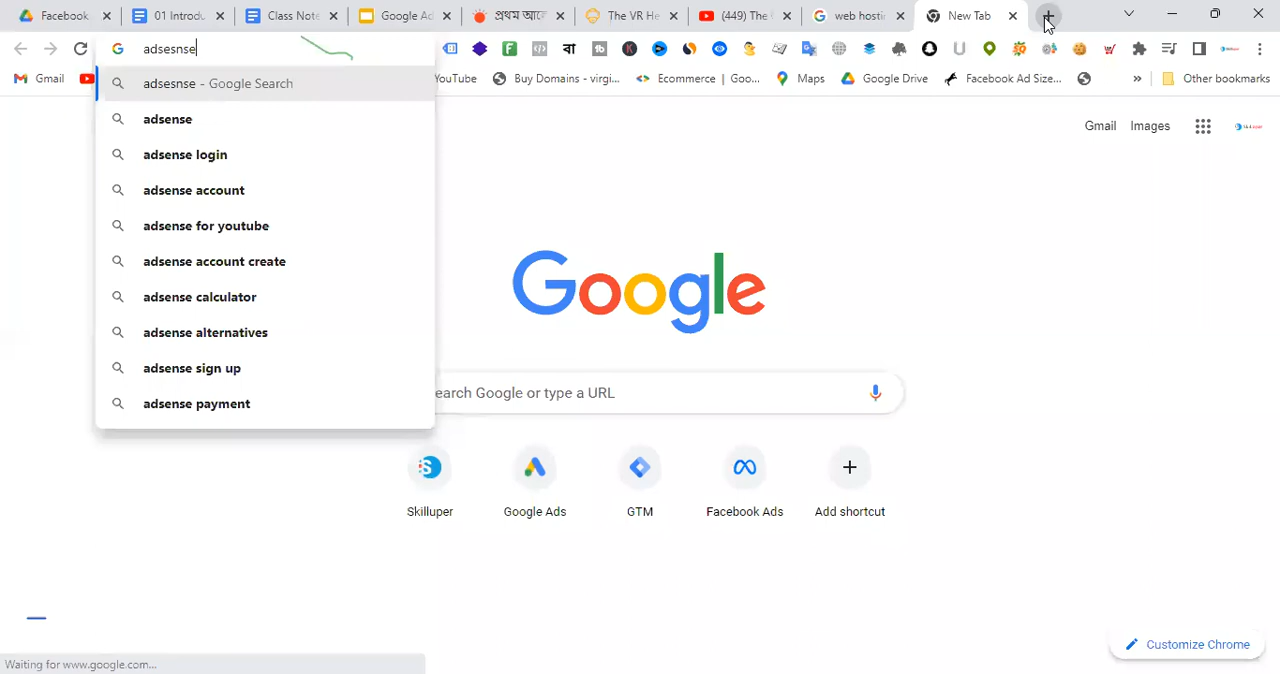 Facebook 01 Introdu Class Note Google Ad প্রথম আলো The VR He (449) The web hostin New Tab
adsesnse
Gmail YouTube Buy Domains - virgi... Ecommerce | Goo... Maps Google Drive Facebook Ad Size... » Other bookmarks
adsesnse - Google Search
adsense
adsense login
adsense account
adsense for youtube
adsense account create
adsense calculator
adsense alternatives
adsense sign up
adsense payment
Gmail Images
Google
earch Google or type a URL
Skilluper Google Ads GTM Facebook Ads Add shortcut
Customize Chrome
Waiting for www.google.com...